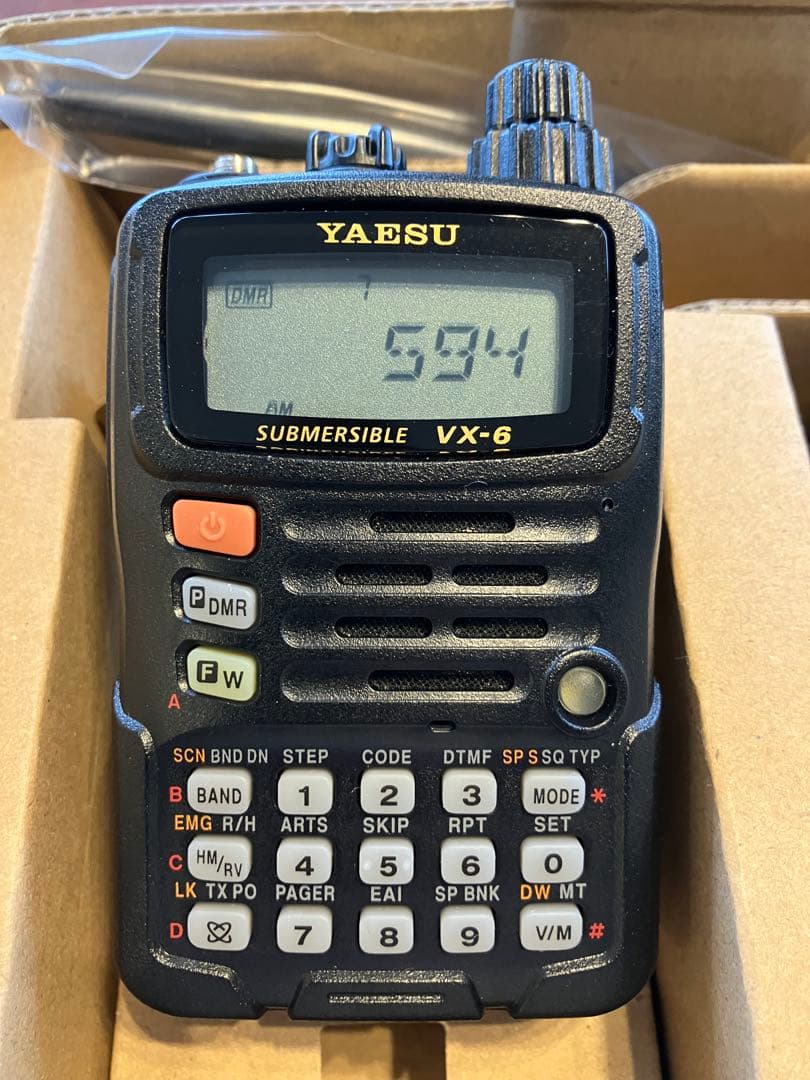 YAESU
DMR 7
594
AM
SUBMERSIBLE VX-6
P DMR
F W
A
SCN BND DN STEP CODE DTMF SP S SQ TYP
B BAND 1 2 3 MODE *
EMG R/H ARTS SKIP RPT SET
C HM/RV 4 5 6 0
LK TX PO PAGER EAI SP BNK DW MT
D 7 8 9 V/M #